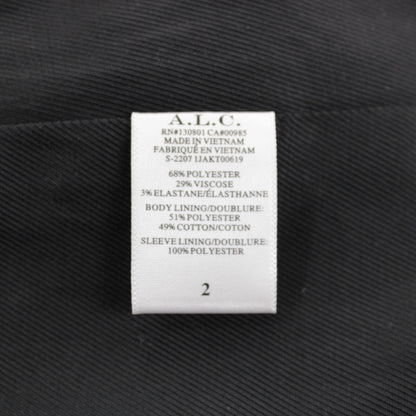 A.L.C.
RN#130801 CA#00985
MADE IN VIETNAM
FABRIQUÉ EN VIETNAM
S-2207 1JAKT00619
68% POLYESTER
29% VISCOSE
3% ELASTANE/ÉLASTHANNE
BODY LINING/DOUBLURE:
51% POLYESTER
49% COTTON/COTON
SLEEVE LINING/DOUBLURE:
100% POLYESTER
2